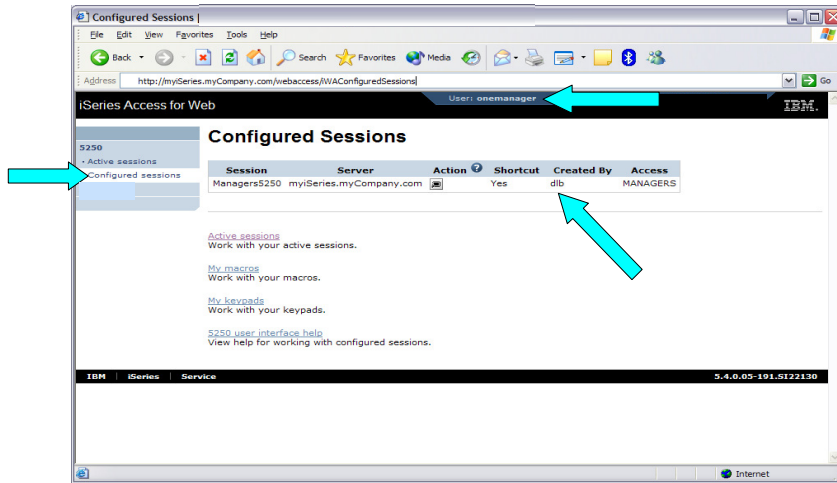 Configured Sessions |
File Edit View Favorites Tools Help
Back Search Favorites Media
Address http://myiSeries.myCompany.com/webaccess/iWAConfiguredSessions Go
iSeries Access for Web User: onemanager IBM.
5250
• Active sessions
Configured sessions
Configured Sessions
Session Server Action ? Shortcut Created By Access
Managers5250 myiSeries.myCompany.com Yes dlb MANAGERS
Active sessions
Work with your active sessions.
My macros
Work with your macros.
My keypads
Work with your keypads.
5250 user interface help
View help for working with configured sessions.
IBM iSeries Service 5.4.0.05-191.SI22130
Internet